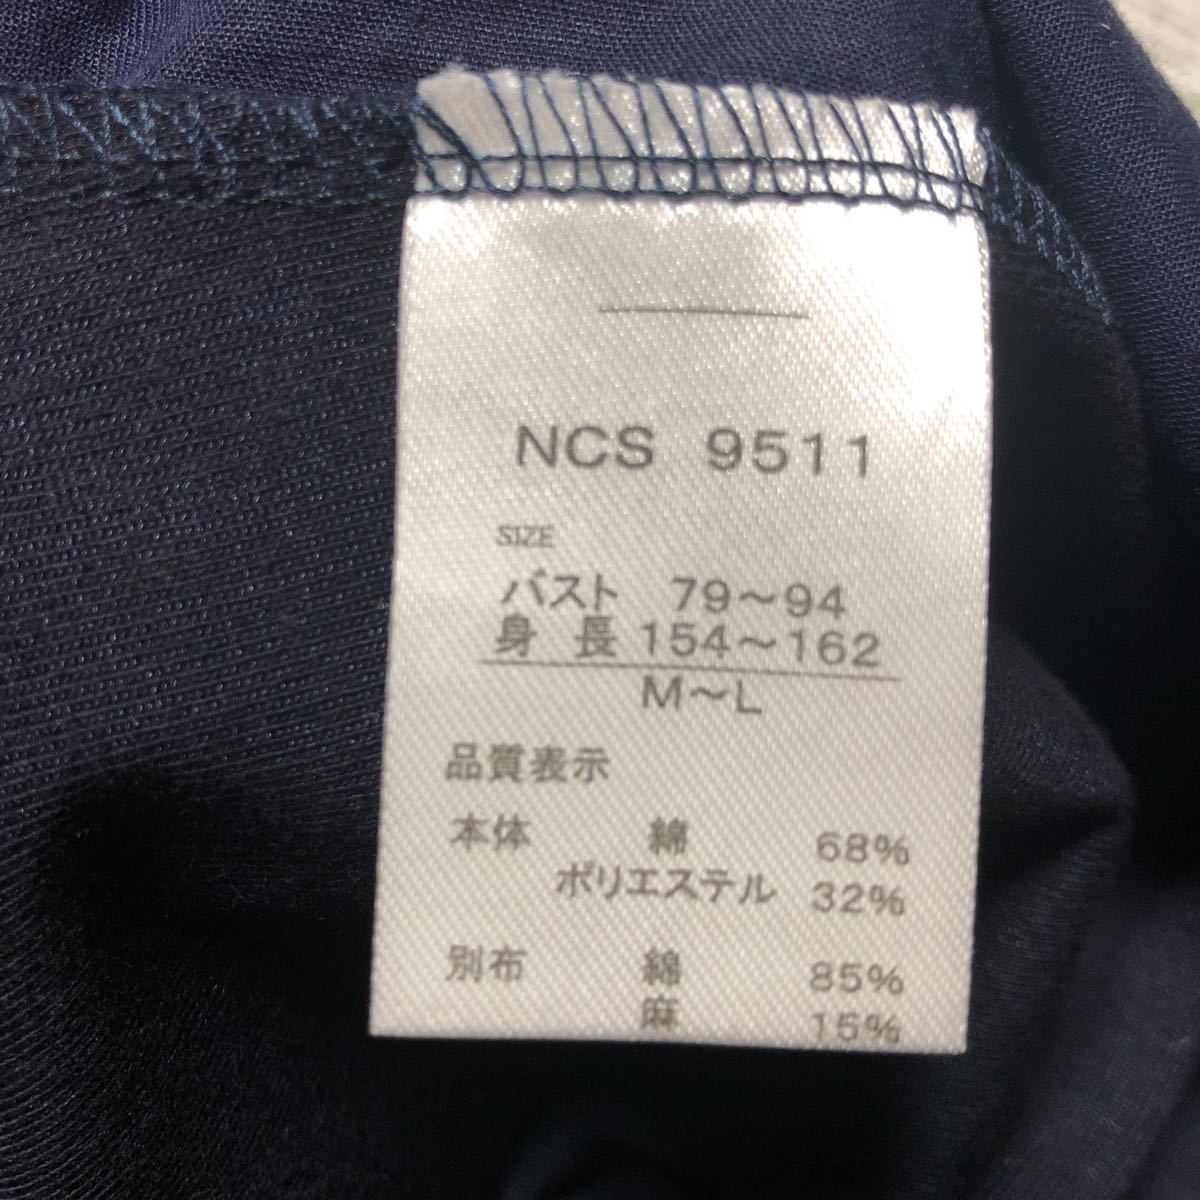 NCS 9511
SIZE
バスト 79～94
身 長 154～162
M～L
品質表示
本体 綿 68%
ポリエステル 32%
別布 綿 85%
麻 15%